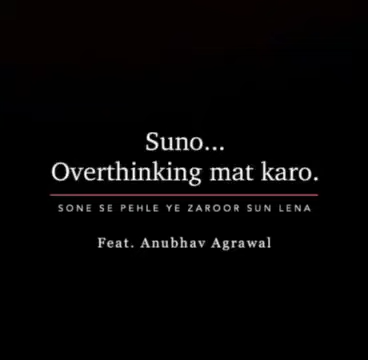 Suno...
Overthinking mat karo.
SONE SE PEHLE YE ZAROOR SUN LENA
Feat. Anubhav Agrawal